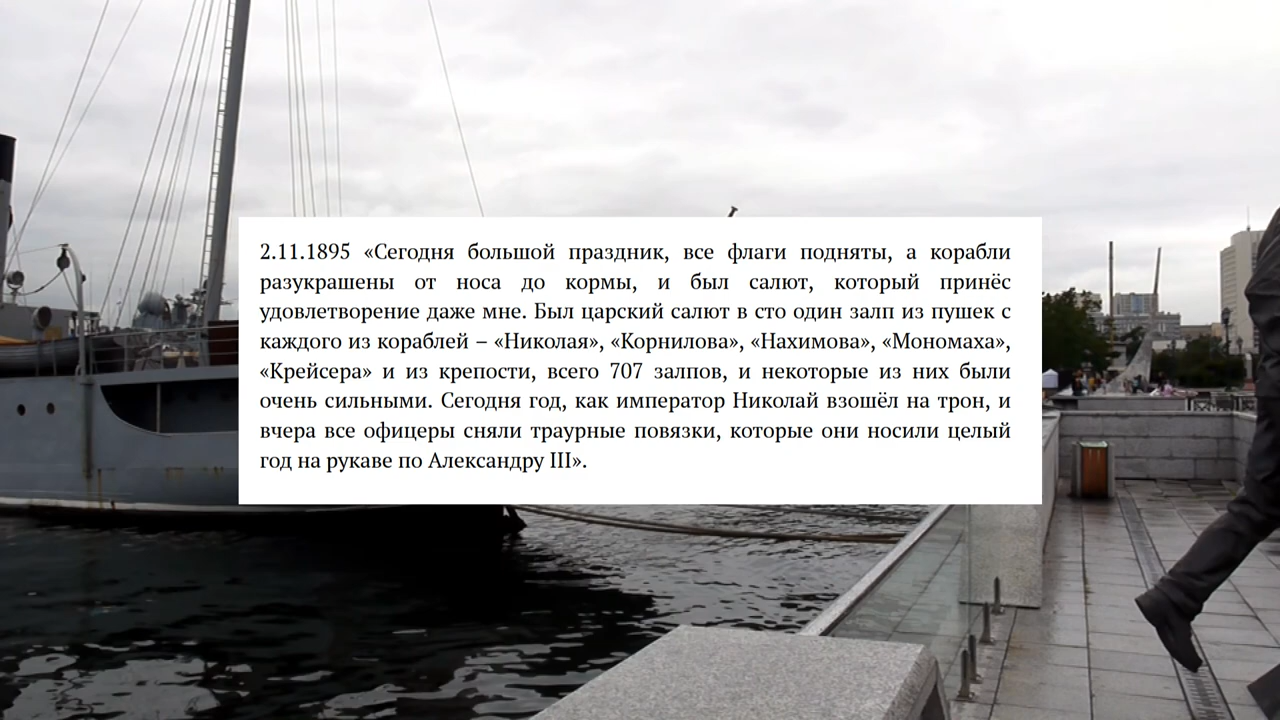 2.11.1895 «Сегодня большой праздник, все флаги подняты, а корабли
разукрашены от носа до кормы, и был салют, который принёс
удовлетворение даже мне. Был царский салют в сто один залп из пушек с
каждого из кораблей – «Николая», «Корнилова», «Нахимова», «Мономаха»,
«Крейсера» и из крепости, всего 707 залпов, и некоторые из них были
очень сильными. Сегодня год, как император Николай взошёл на трон, и
вчера все офицеры сняли траурные повязки, которые они носили целый
год на рукаве по Александру III».